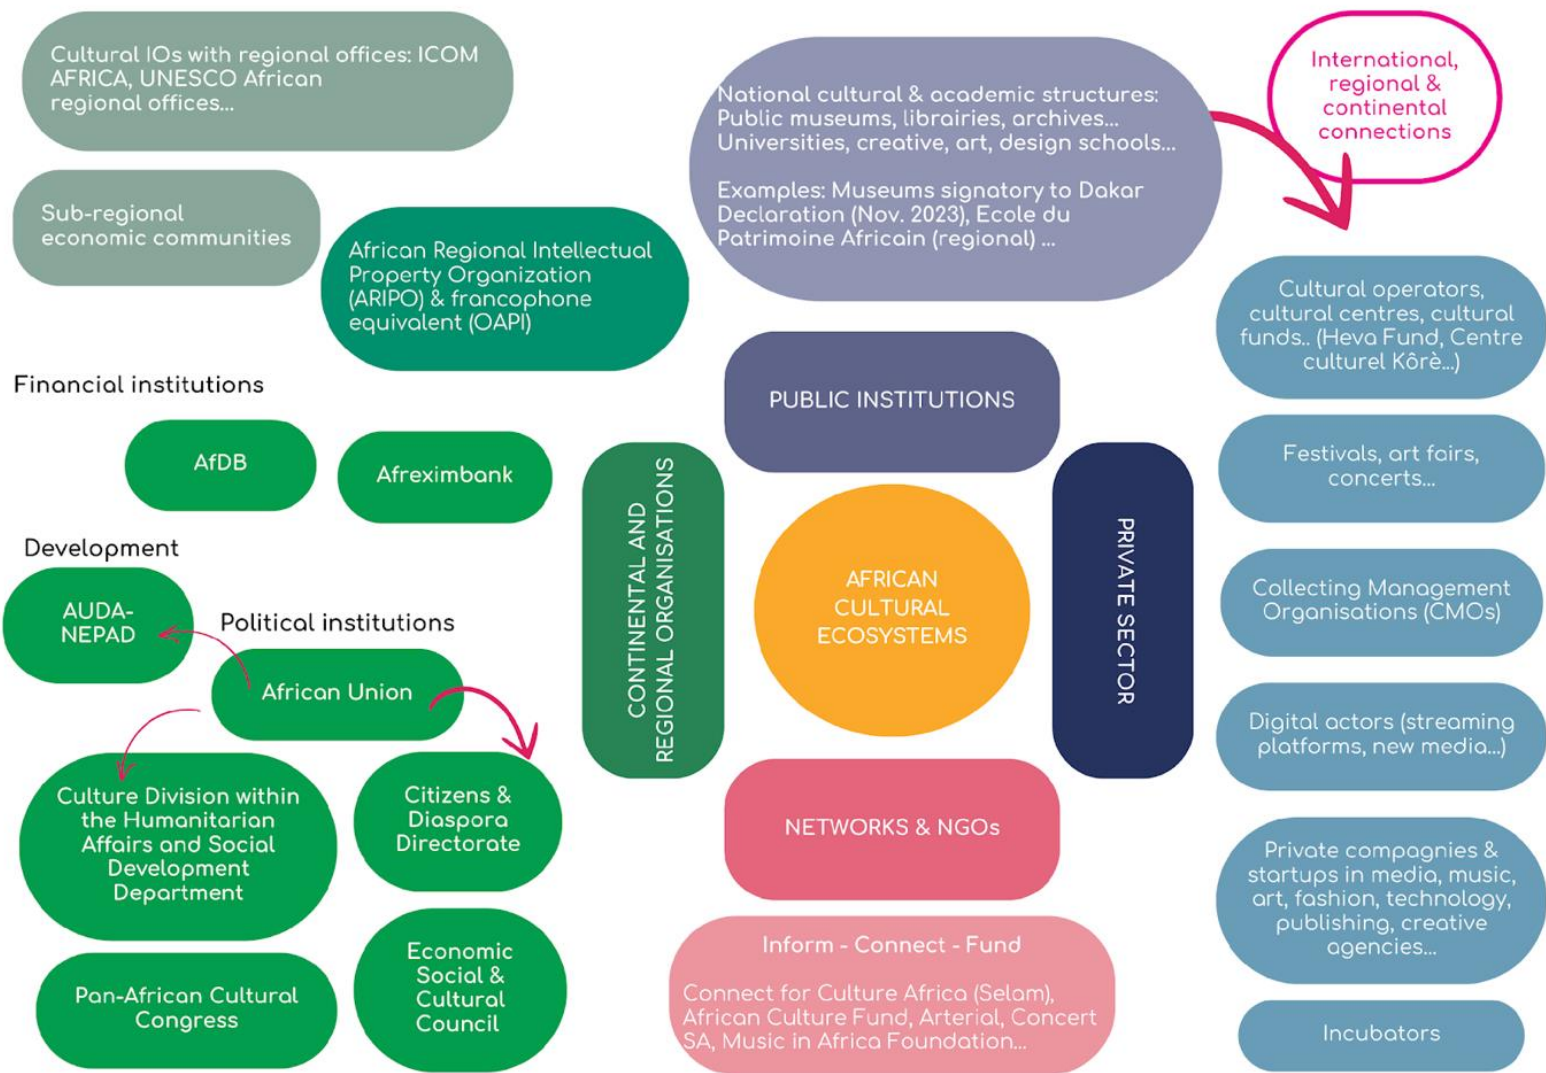 Cultural IOs with regional offices: ICOM
AFRICA, UNESCO African
regional offices...
Sub-regional
economic communities
African Regional Intellectual
Property Organization
(ARIPO) & francophone
equivalent (OAPI)
National cultural & academic structures:
Public museums, librairies, archives...
Universities, creative, art, design schools...
Examples: Museums signatory to Dakar
Declaration (Nov. 2023), Ecole du
Patrimoine Africain (regional) ...
International,
regional &
continental
connections
Financial institutions
AfDB
Afreximbank
Development
AUDA-
NEPAD
Political institutions
African Union
Culture Division within
the Humanitarian
Affairs and Social
Development
Department
Citizens &
Diaspora
Directorate
Pan-African Cultural
Congress
Economic
Social &
Cultural
Council
CONTINENTAL AND
REGIONAL ORGANISATIONS
PUBLIC INSTITUTIONS
AFRICAN
CULTURAL
ECOSYSTEMS
PRIVATE SECTOR
NETWORKS & NGOs
Inform - Connect - Fund
Connect for Culture Africa (Selam),
African Culture Fund, Arterial, Concert
SA, Music in Africa Foundation...
Cultural operators,
cultural centres, cultural
funds.. (Heva Fund, Centre
culturel Kôrè...)
Festivals, art fairs,
concerts...
Collecting Management
Organisations (CMOs)
Digital actors (streaming
platforms, new media...)
Private compagnies &
startups in media, music,
art, fashion, technology,
publishing, creative
agencies...
Incubators